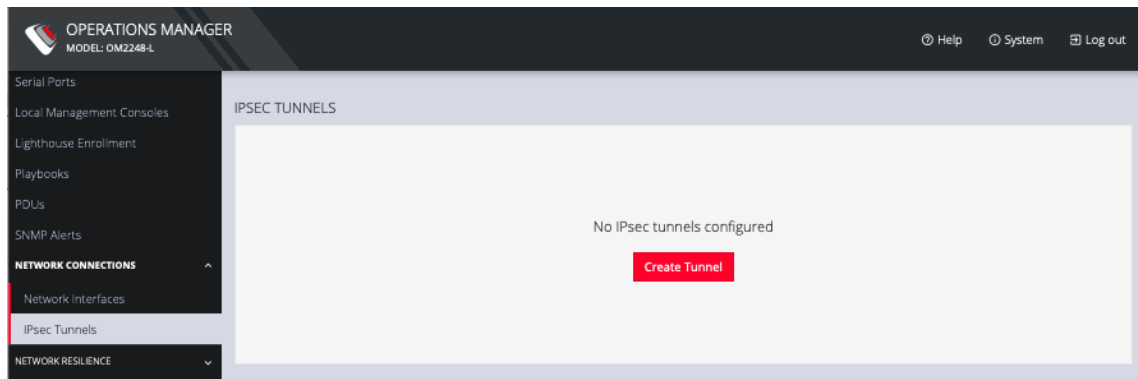 OPERATIONS MANAGER
MODEL: OM2248-L
Help
System
Log out
Serial Ports
Local Management Consoles
Lighthouse Enrollment
Playbooks
PDUs
SNMP Alerts
NETWORK CONNECTIONS
Network Interfaces
IPsec Tunnels
NETWORK RESILIENCE
IPSEC TUNNELS
No IPsec tunnels configured
Create Tunnel